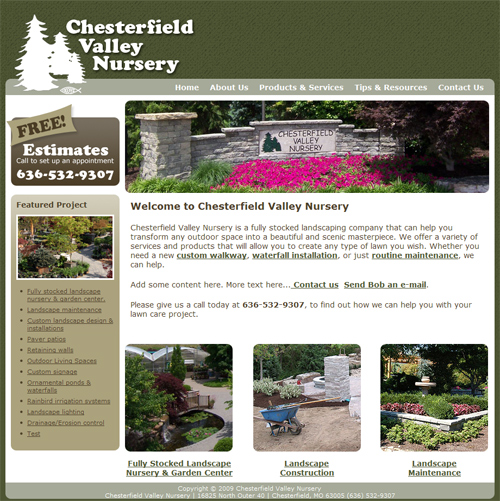 Chesterfield
Valley
Nursery
Home About Us Products & Services Tips & Resources Contact Us
FREE!
Estimates
Call to set up an appointment
636-532-9307
CHESTERFIELD
VALLEY
NURSERY
Featured Project
Fully stocked landscape
nursery & garden center.
Landscape maintenance
Custom landscape design &
installations
Paver patios
Retaining walls
Outdoor Living Spaces
Custom signage
Ornamental ponds &
waterfalls
Rainbird irrigation systems
Landscape lighting
Drainage/Erosion control
Test
Welcome to Chesterfield Valley Nursery
Chesterfield Valley Nursery is a fully stocked landscaping company that can help you
transform any outdoor space into a beautiful and scenic masterpiece. We offer a variety of
services and products that will allow you to create any type of lawn you wish. Whether you
need a new custom walkway, waterfall installation, or just routine maintenance, we
can help.
Add some content here. More text here... Contact us Send Bob an e-mail.
Please give us a call today at 636-532-9307, to find out how we can help you with your
lawn care project.
Fully Stocked Landscape
Nursery & Garden Center
Landscape
Construction
Landscape
Maintenance
Copyright © 2009 Chesterfield Valley Nursery
Chesterfield Valley Nursery | 16825 North Outer 40 | Chesterfield, MO 63005 (636) 532-9307